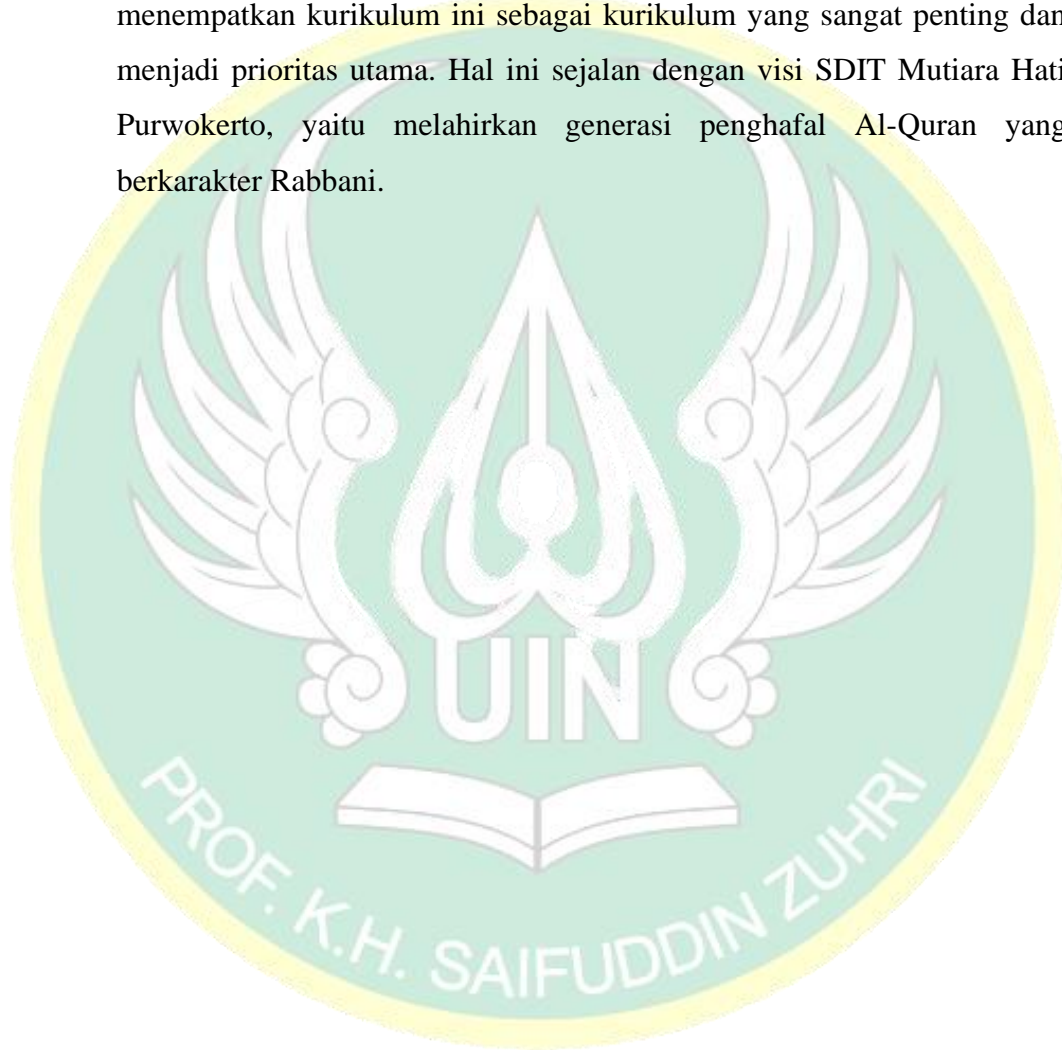 menempatkan kurikulum ini sebagai kurikulum yang sangat penting dan
menjadi prioritas utama. Hal ini sejalan dengan visi SDIT Mutiara Hati
Purwokerto, yaitu melahirkan generasi penghafal Al-Quran yang
berkarakter Rabbani.
UIN
PROF. K.H. SAIFUDDIN ZUHRI